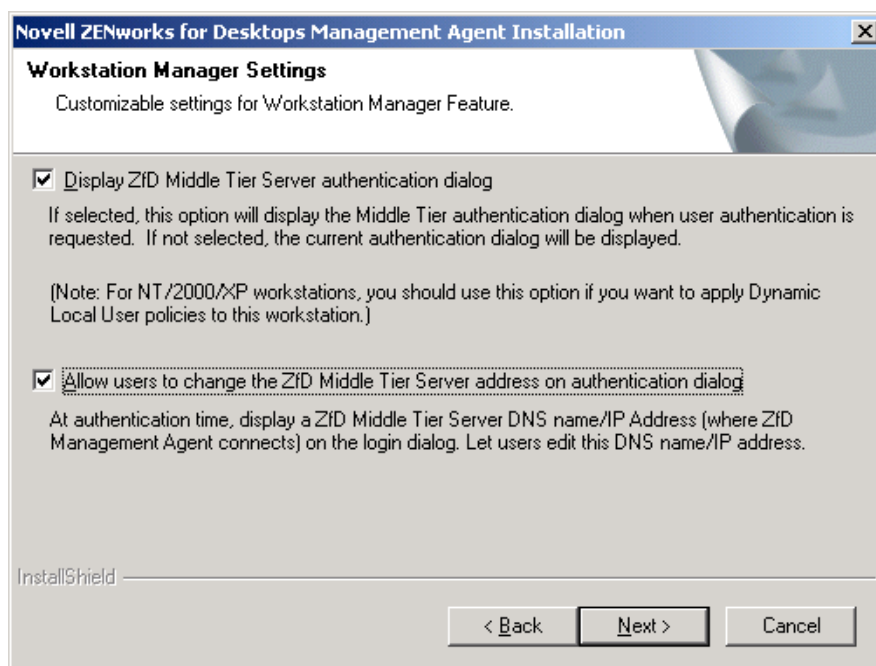 Novell ZENworks for Desktops Management Agent Installation
Workstation Manager Settings
Customizable settings for Workstation Manager Feature.
Display ZfD Middle Tier Server authentication dialog
If selected, this option will display the Middle Tier authentication dialog when user authentication is
requested.  If not selected, the current authentication dialog will be displayed.
(Note: For NT/2000/XP workstations, you should use this option if you want to apply Dynamic
Local User policies to this workstation.)
Allow users to change the ZfD Middle Tier Server address on authentication dialog
At authentication time, display a ZfD Middle Tier Server DNS name/IP Address (where ZfD
Management Agent connects) on the login dialog. Let users edit this DNS name/IP address.
InstallShield
< Back
Next >
Cancel